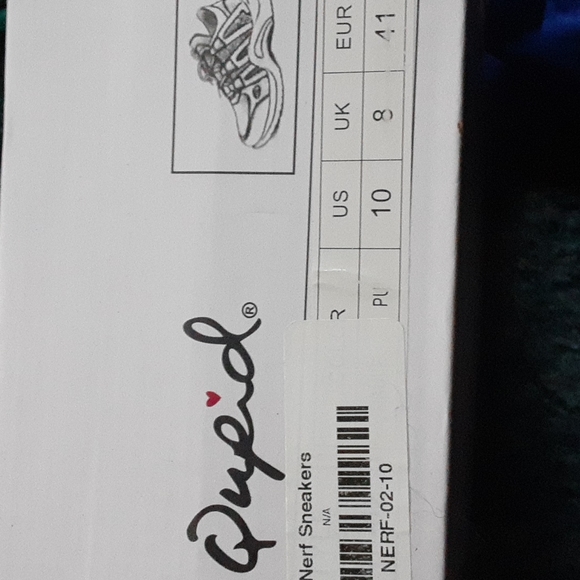 Qupid®
R US UK EUR
PU 10 8 41
Nerf Sneakers
N/A
NERF-02-10